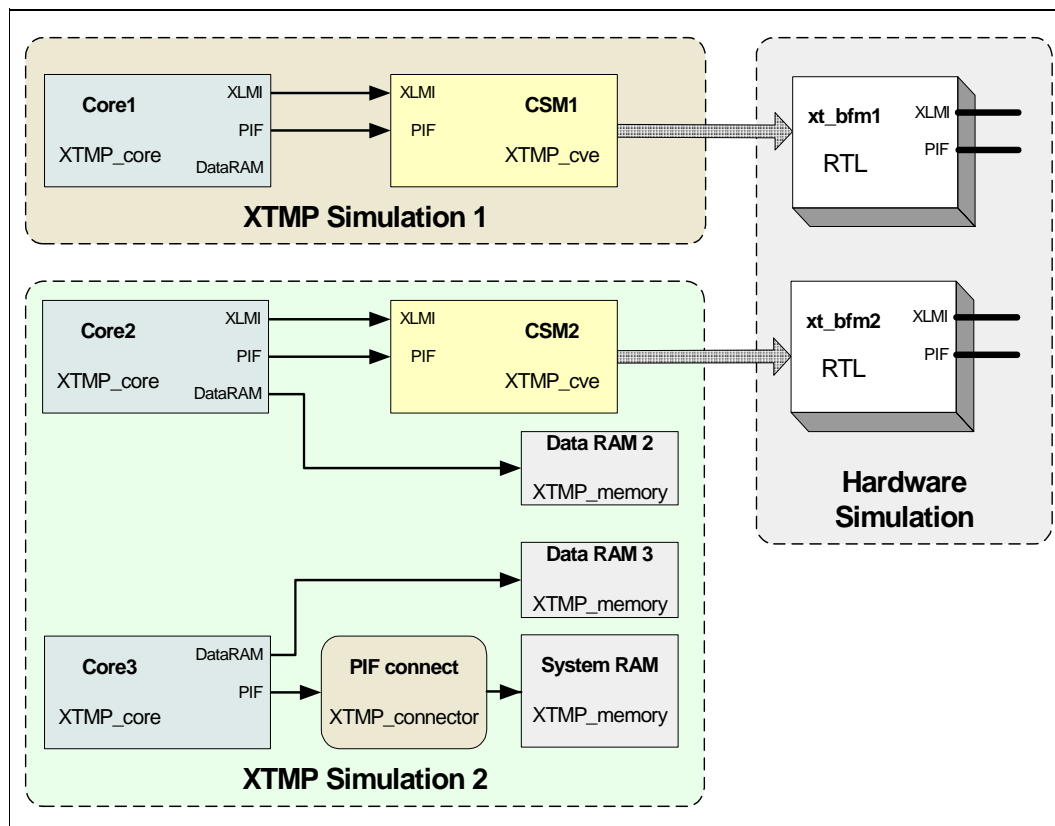 Core1
XTMP_core
XLMI
PIF
DataRAM
XLMI
PIF
CSM1
XTMP_cve
XTMP Simulation 1
xt_bfm1
RTL
XLMI
PIF
Core2
XTMP_core
XLMI
PIF
DataRAM
XLMI
PIF
CSM2
XTMP_cve
xt_bfm2
RTL
XLMI
PIF
Hardware
Simulation
Data RAM 2
XTMP_memory
Data RAM 3
XTMP_memory
Core3
XTMP_core
DataRAM
PIF
PIF connect
XTMP_connector
System RAM
XTMP_memory
XTMP Simulation 2